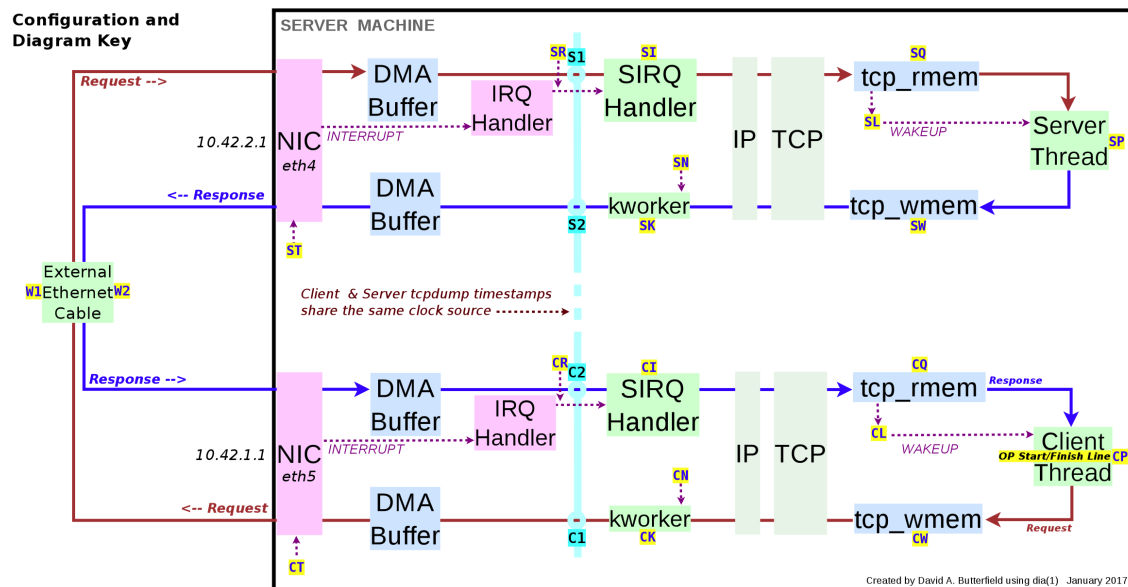 Configuration and
Diagram Key
SERVER MACHINE
Request -->
DMA
Buffer
SR
S1
SI
SIRQ
Handler
SQ
tcp_rmem
IRQ
Handler
INTERRUPT
NIC
eth4
10.42.2.1
IP
TCP
SL
WAKEUP
Server
Thread
SP
<-- Response
DMA
Buffer
SN
kworker
SK
S2
tcp_wmem
SW
ST
W1
External
Ethernet
Cable
W2
Client & Server tcpdump timestamps
share the same clock source
Response -->
DMA
Buffer
CR
C2
CI
SIRQ
Handler
CQ
tcp_rmem
Response
IRQ
Handler
INTERRUPT
NIC
eth5
10.42.1.1
IP
TCP
CL
WAKEUP
Client
OP Start/Finish Line
CP
Thread
<-- Request
DMA
Buffer
CN
kworker
CK
C1
tcp_wmem
CW
Request
CT
Created by David A. Butterfield using dia(1) January 2017